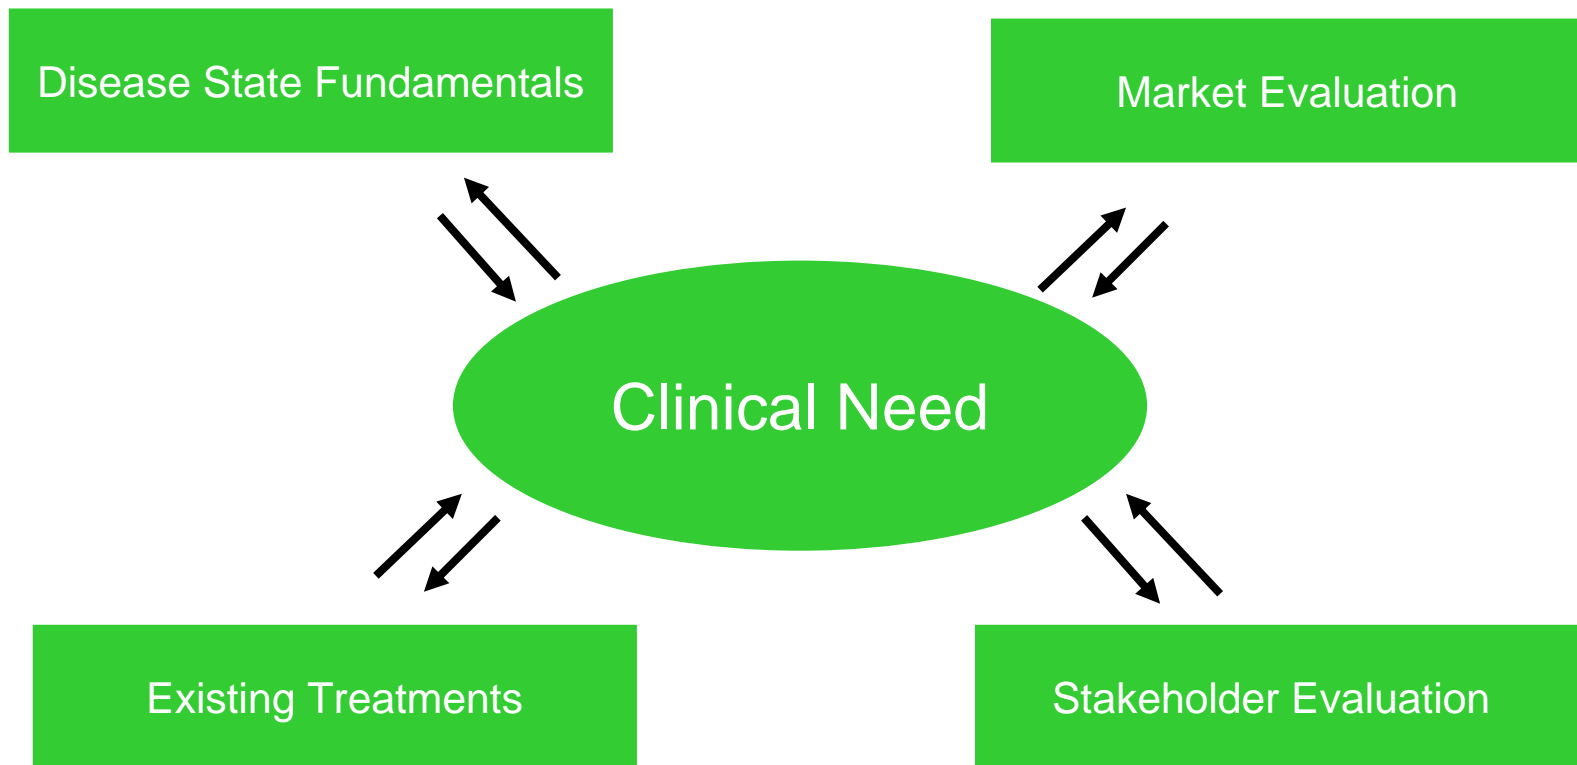 Disease State Fundamentals
Market Evaluation
Clinical Need
Existing Treatments
Stakeholder Evaluation